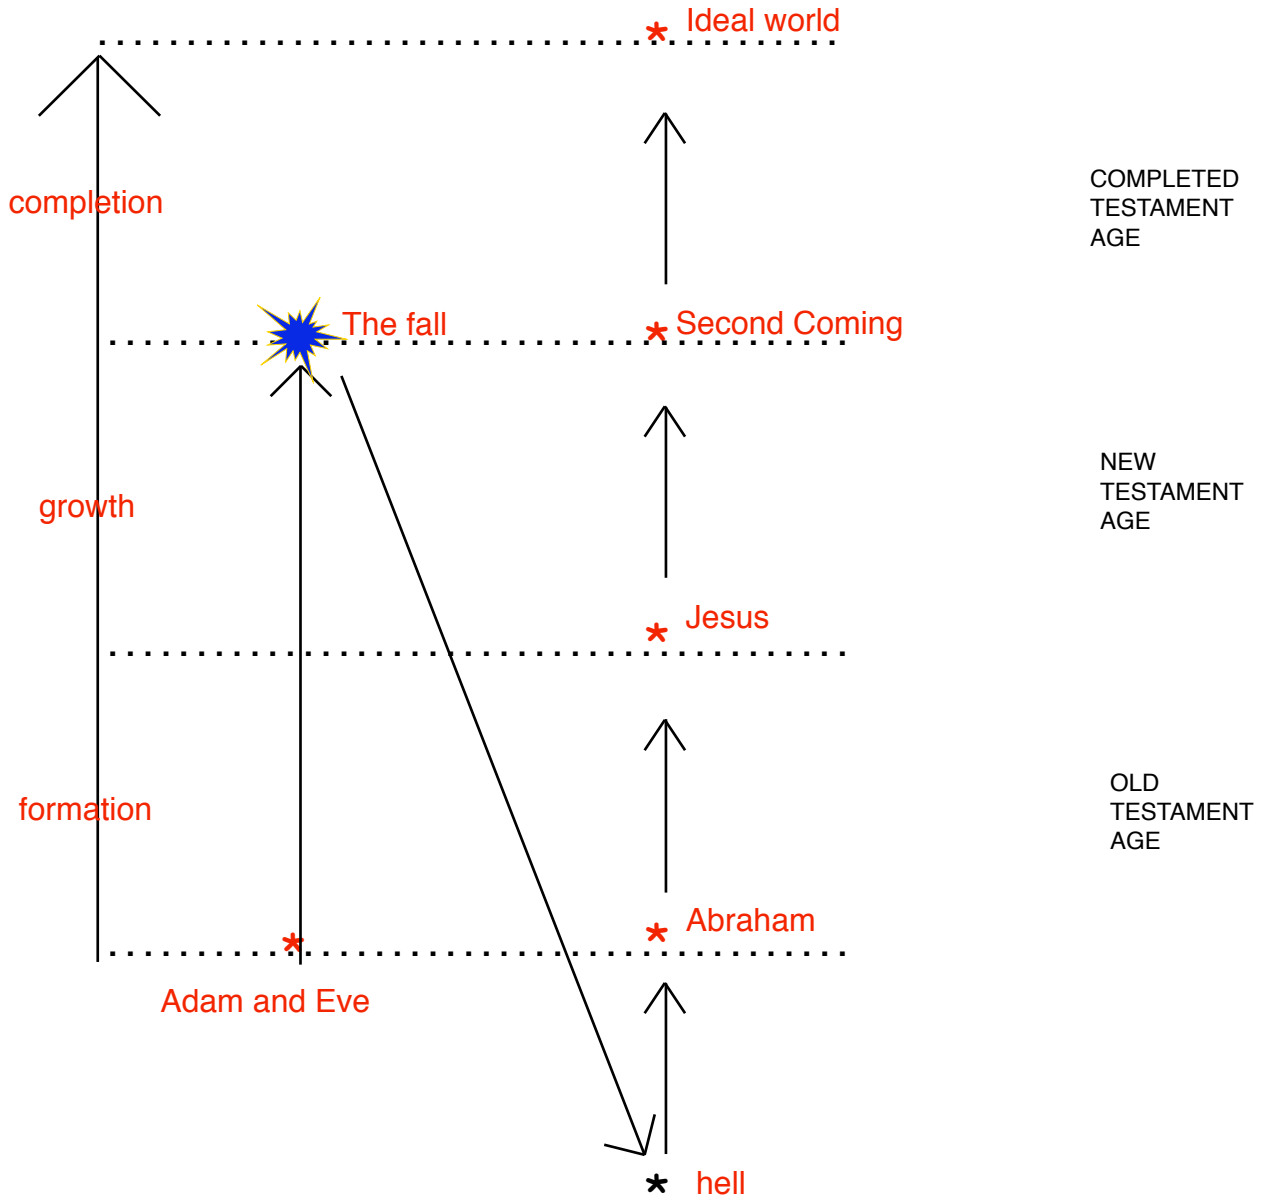 Ideal world
completion
COMPLETED
TESTAMENT
AGE
The fall
Second Coming
growth
NEW
TESTAMENT
AGE
Jesus
formation
OLD
TESTAMENT
AGE
Abraham
Adam and Eve
hell